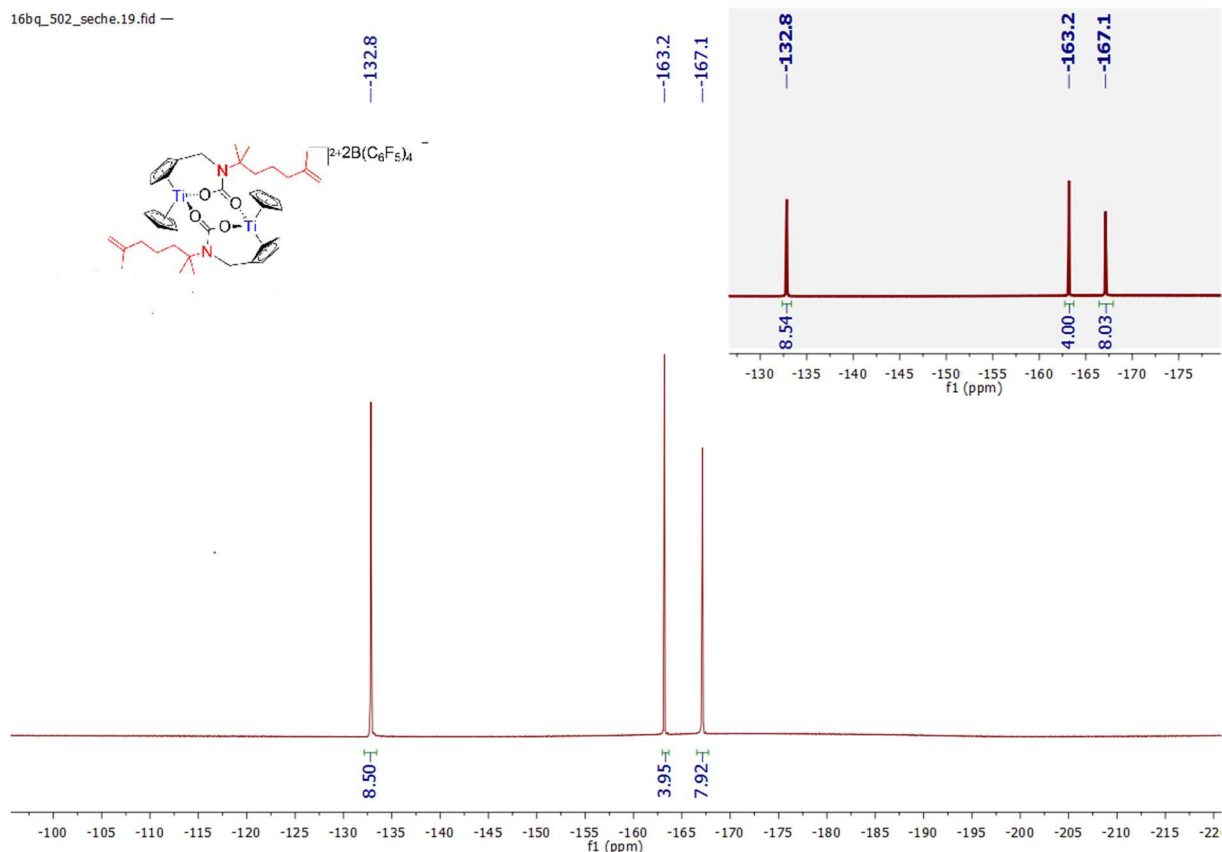 16bq_502_seche.19.fid —
—-132.8
—-163.2
—-167.1
N
]2+2B(C6F5)4 −
Ti
O
O
O
O
Ti
N
8.50
3.95
7.92
-100 -105 -110 -115 -120 -125 -130 -135 -140 -145 -150 -155 -160 -165 -170 -175 -180 -185 -190 -195 -200 -205 -210 -215 -22
f1 (ppm)
—-132.8
—-163.2
—-167.1
8.54
4.00
8.03
-130 -135 -140 -145 -150 -155 -160 -165 -170 -175
f1 (ppm)